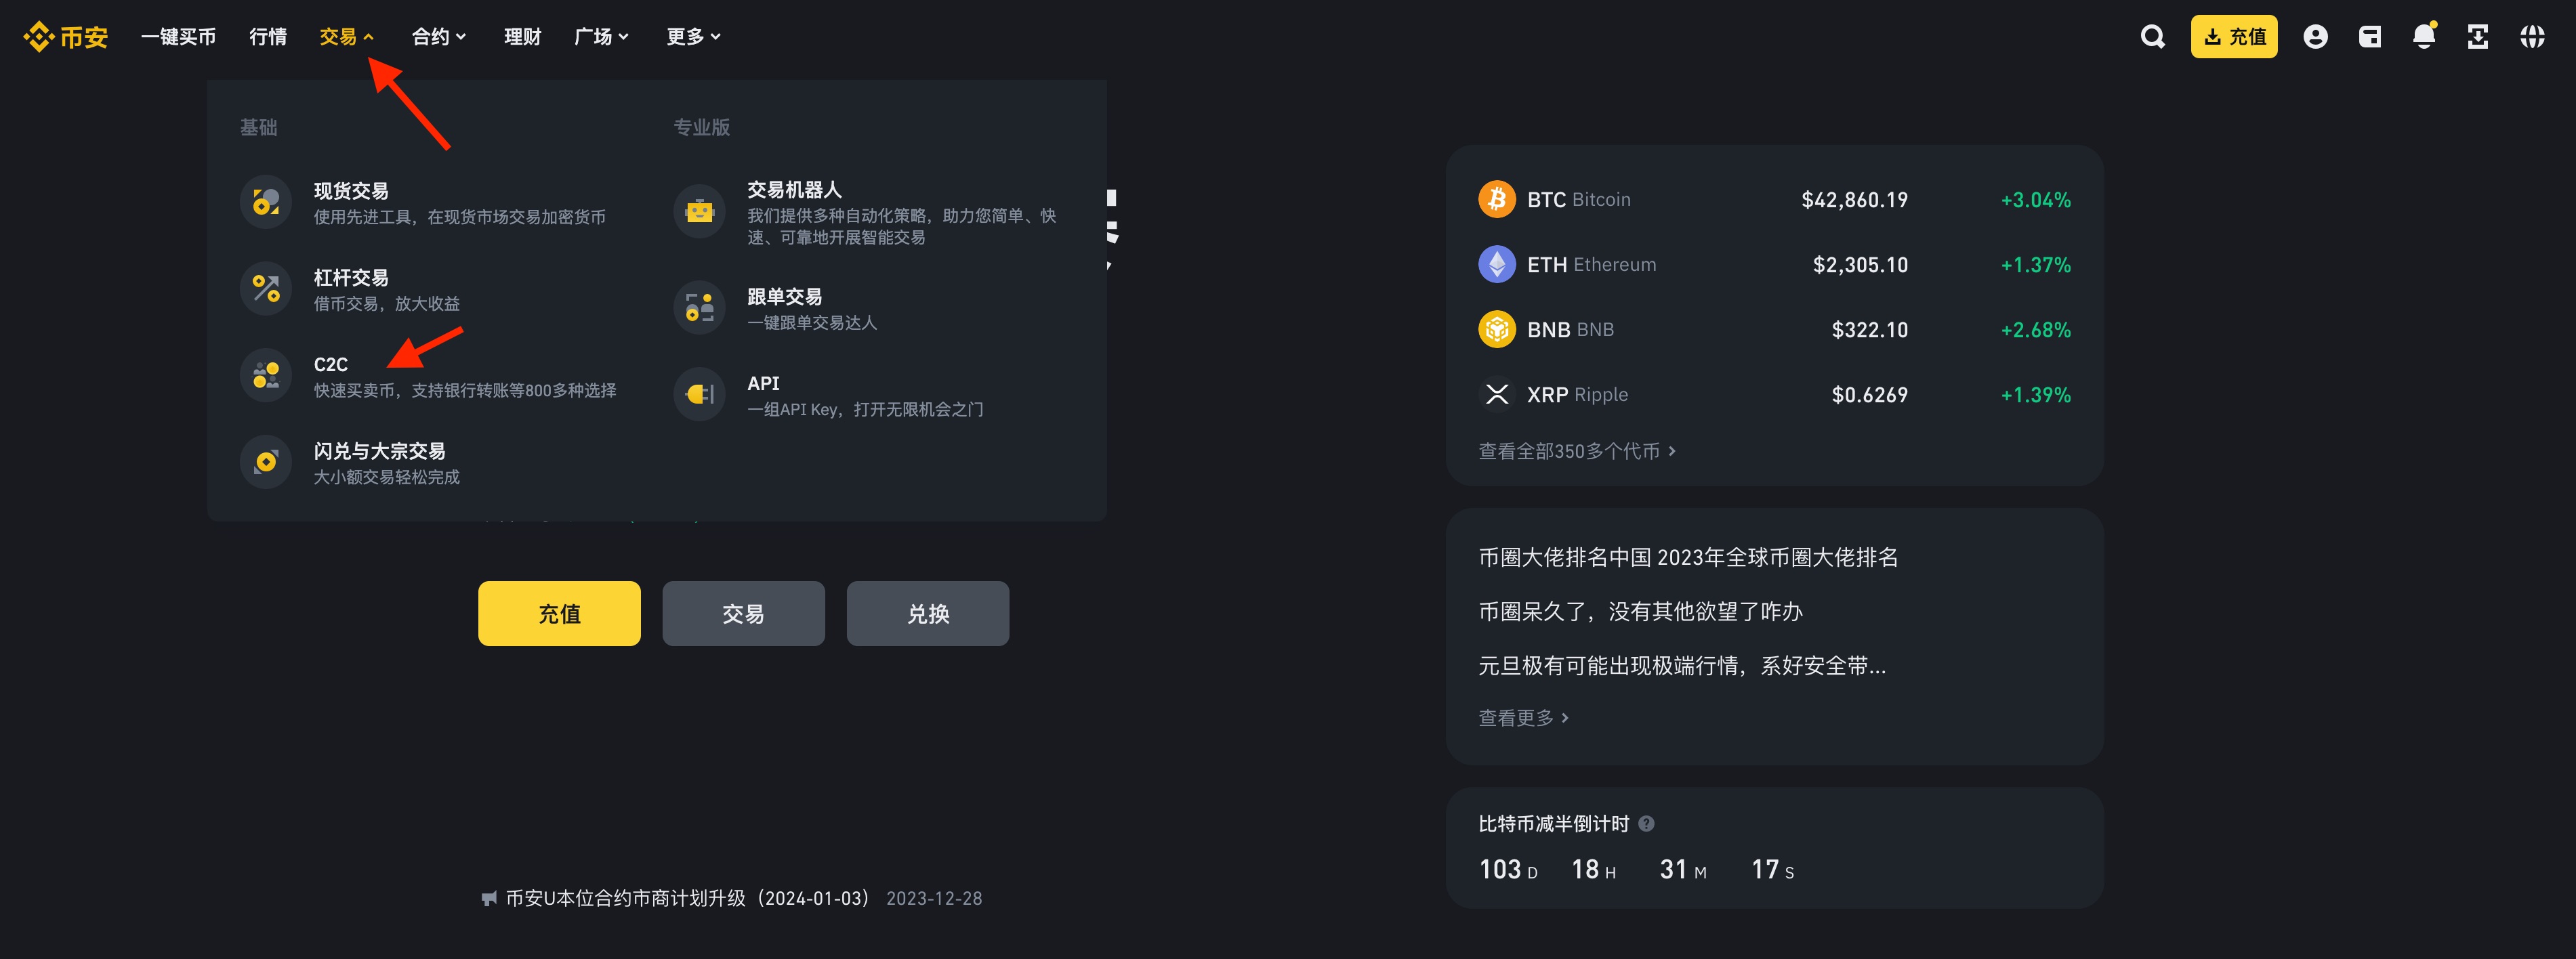 币安
一键买币
行情
交易
合约
理财
广场
更多
充值
基础
现货交易
使用先进工具，在现货市场交易加密货币
杠杆交易
借币交易，放大收益
C2C
快速买卖币，支持银行转账等800多种选择
闪兑与大宗交易
大小额交易轻松完成
专业版
交易机器人
我们提供多种自动化策略，助力您简单、快
速、可靠地开展智能交易
跟单交易
一键跟单交易达人
API
一组API Key，打开无限机会之门
充值
交易
兑换
币安U本位合约市商计划升级（2024-01-03） 2023-12-28
BTC Bitcoin $42,860.19 +3.04%
ETH Ethereum $2,305.10 +1.37%
BNB BNB $322.10 +2.68%
XRP Ripple $0.6269 +1.39%
查看全部350多个代币
币圈大佬排名中国 2023年全球币圈大佬排名
币圈呆久了，没有其他欲望了咋办
元旦极有可能出现极端行情，系好安全带...
查看更多
比特币减半倒计时
103 D 18 H 31 M 17 S